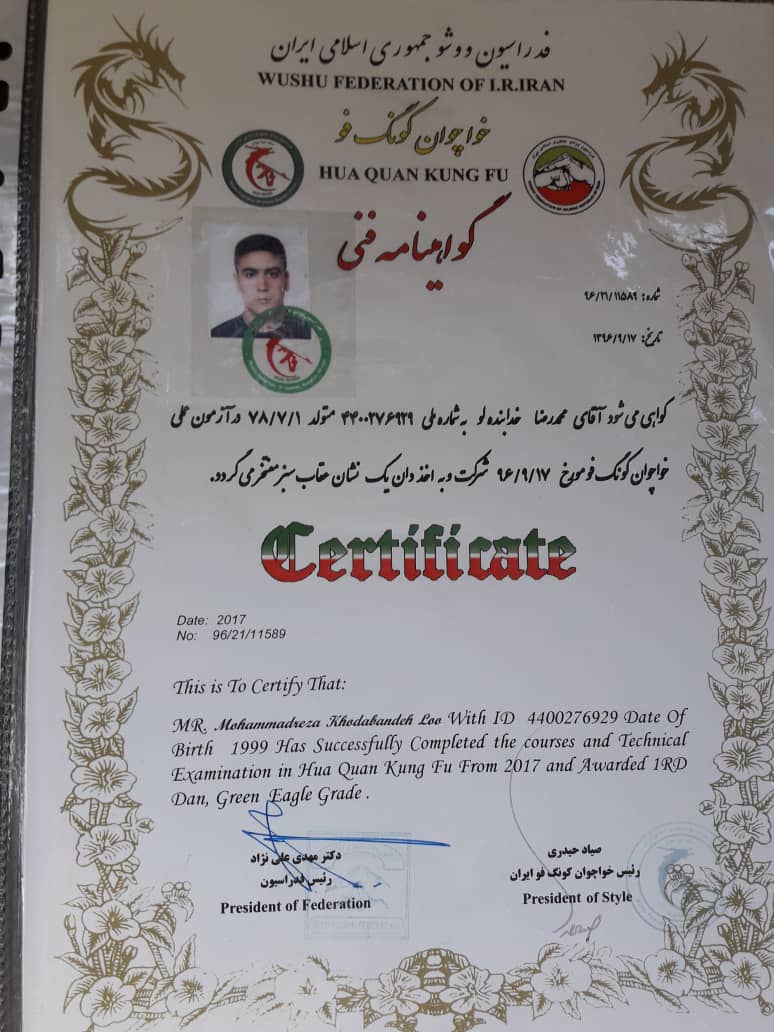 فدراسیون ووشو جمهوری اسلامی ایران
WUSHU FEDERATION OF I.R.IRAN
خواچوان کونگ فو
HUA QUAN KUNG FU
گواهینامه فنی
شماره: ۹۶/۲۱/۱۱۵۸۹
تاریخ: ۱۳۹۶/۹/۱۷
گواهی می شود آقای محمدرضا خدابنده لو به شماره ملی ۴۴۰۰۲۷۶۹۲۹ متولد ۷۸/۷/۱ در آزمون عملی
خواچوان کونگ فو مورخ ۹۶/۹/۱۷ شرکت و به اخذ دان یک نشان عقاب سبز مفتخر می گردد.
Certificate
Date: 2017
No: 96/21/11589
This is To Certify That:
MR. Mohammadreza Khodabandeh Loo With ID 4400276929 Date Of
Birth 1999 Has Successfully Completed the courses and Technical
Examination in Hua Quan Kung Fu From 2017 and Awarded 1RD
Dan, Green Eagle Grade .
دکتر مهدی علی نژاد
رئیس فدراسیون
President of Federation
صیاد حیدری
رئیس خواچوان کونگ فو ایران
President of Style